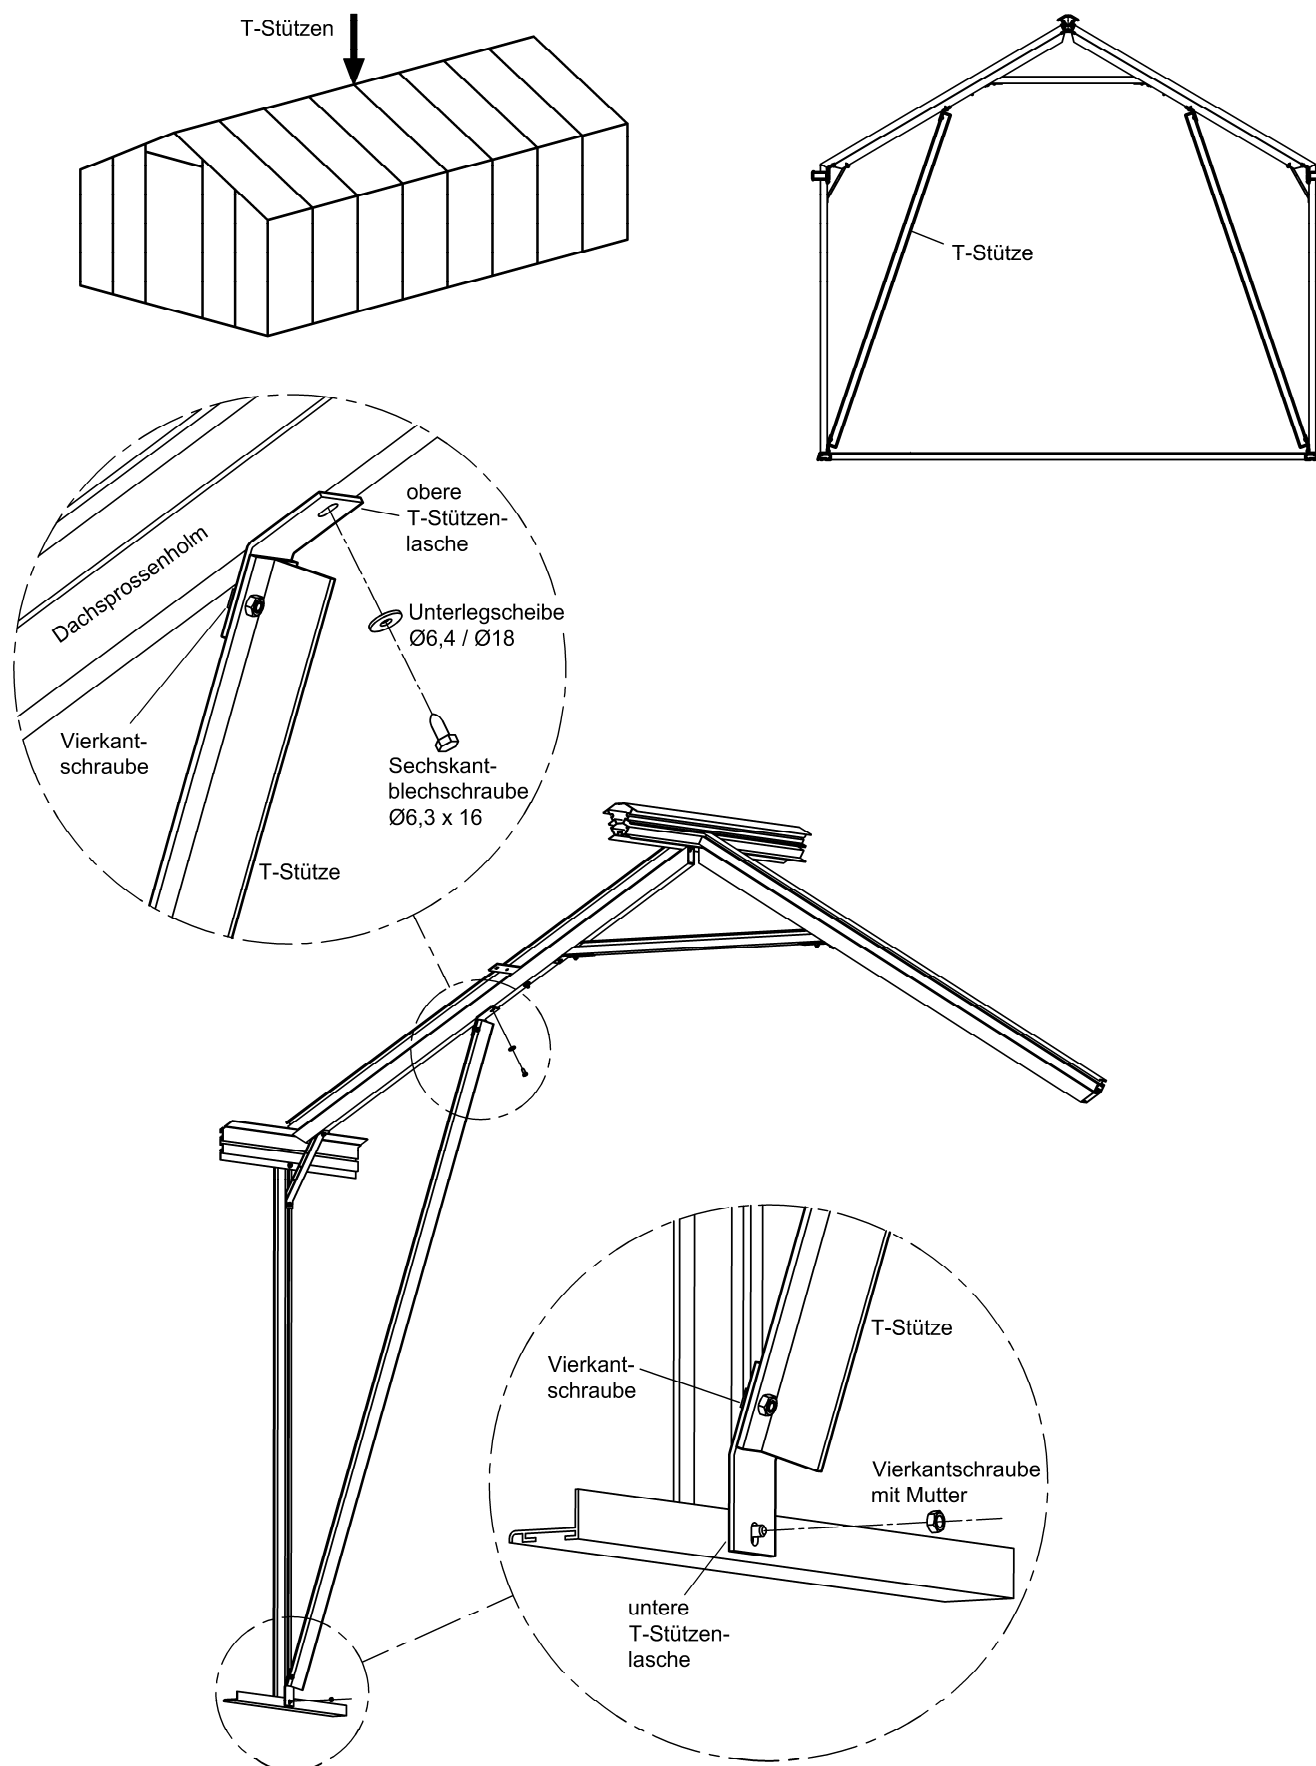 T-Stützen
T-Stütze
obere
T-Stützen-
lasche
Dachsprossenholm
Unterlegscheibe
Ø6,4 / Ø18
Vierkant-
schraube
Sechskant-
blechschraube
Ø6,3 x 16
T-Stütze
T-Stütze
Vierkant-
schraube
Vierkantschraube
mit Mutter
untere
T-Stützen-
lasche